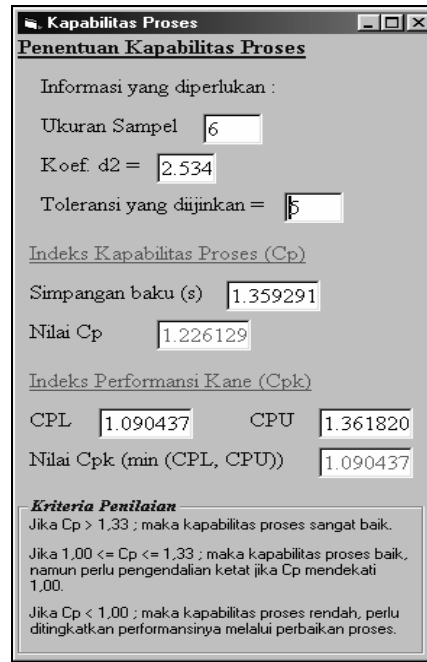 Kapabilitas Proses
Penentuan Kapabilitas Proses
Informasi yang diperlukan :
Ukuran Sampel 6
Koef. d2 = 2.534
Toleransi yang diijinkan = 5
Indeks Kapabilitas Proses (Cp)
Simpangan baku (s) 1.359291
Nilai Cp 1.226129
Indeks Performansi Kane (Cpk)
CPL 1.090437 CPU 1.361820
Nilai Cpk (min (CPL, CPU)) 1.090437
Kriteria Penilaian
Jika Cp > 1,33 ; maka kapabilitas proses sangat baik.
Jika 1,00 <= Cp <= 1,33 ; maka kapabilitas proses baik,
namun perlu pengendalian ketat jika Cp mendekati
1,00.
Jika Cp < 1,00 ; maka kapabilitas proses rendah, perlu
ditingkatkan performansinya melalui perbaikan proses.